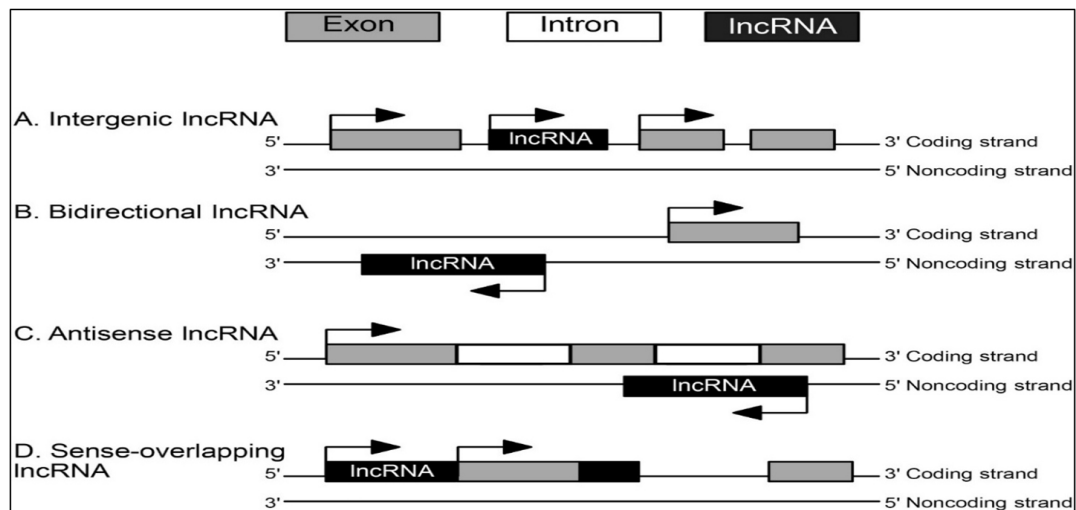 Exon Intron lncRNA
A. Intergenic lncRNA
5' lncRNA 3' Coding strand
3' 5' Noncoding strand
B. Bidirectional lncRNA
5' 3' Coding strand
3' lncRNA 5' Noncoding strand
C. Antisense lncRNA
5' 3' Coding strand
3' lncRNA 5' Noncoding strand
D. Sense-overlapping
lncRNA
5' lncRNA 3' Coding strand
3' 5' Noncoding strand